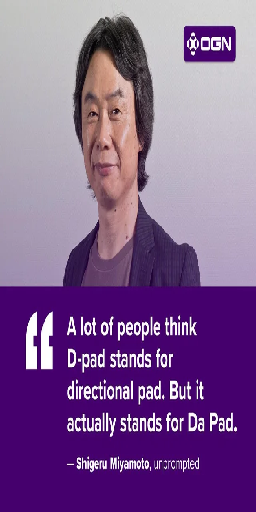 OGN
A lot of people think
D-pad stands for
directional pad. But it
actually stands for Da Pad.
— Shigeru Miyamoto, unprompted